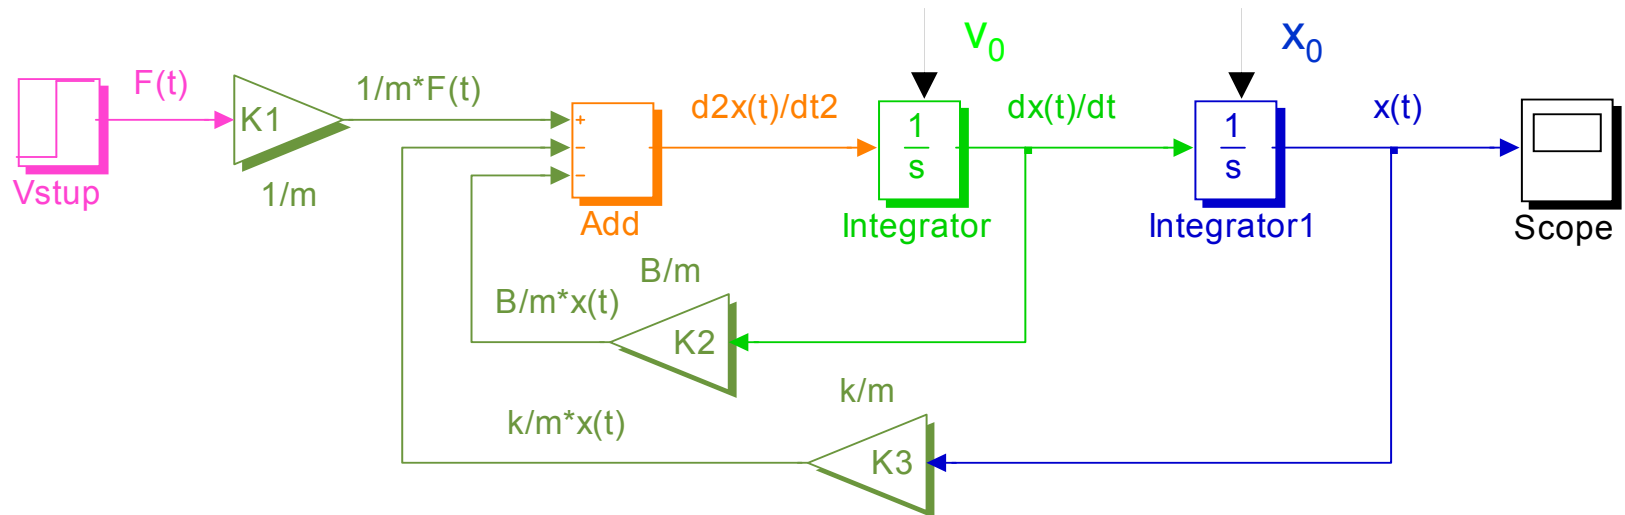 v0
x0
F(t)
1/m*F(t)
d2x(t)/dt2
dx(t)/dt
x(t)
K1
+
−
−
1
s
1
s
Vstup
1/m
Add
Integrator
Integrator1
Scope
B/m
B/m*x(t)
K2
k/m
k/m*x(t)
K3